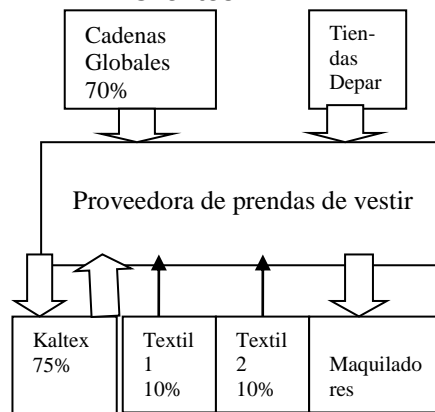 Cadenas
Globales
70%
Tien-
das
Depar
Proveedora de prendas de vestir
Kaltex
75%
Textil
1
10%
Textil
2
10%
Maquilado
res